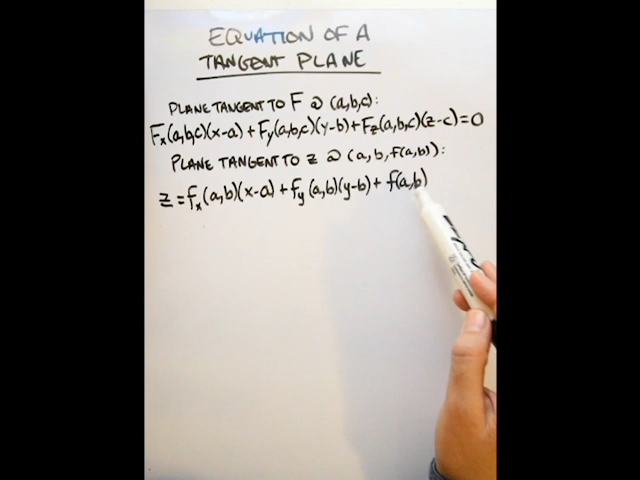 EQUATION OF A
TANGENT PLANE
PLANE TANGENT TO F @ (a,b,c):
Fx(a,b,c)(x-a)+Fy(a,b,c)(y-b)+Fz(a,b,c)(z-c)=0
PLANE TANGENT TO z @ (a,b,f(a,b)):
z=fx(a,b)(x-a)+fy(a,b)(y-b)+f(a,b)